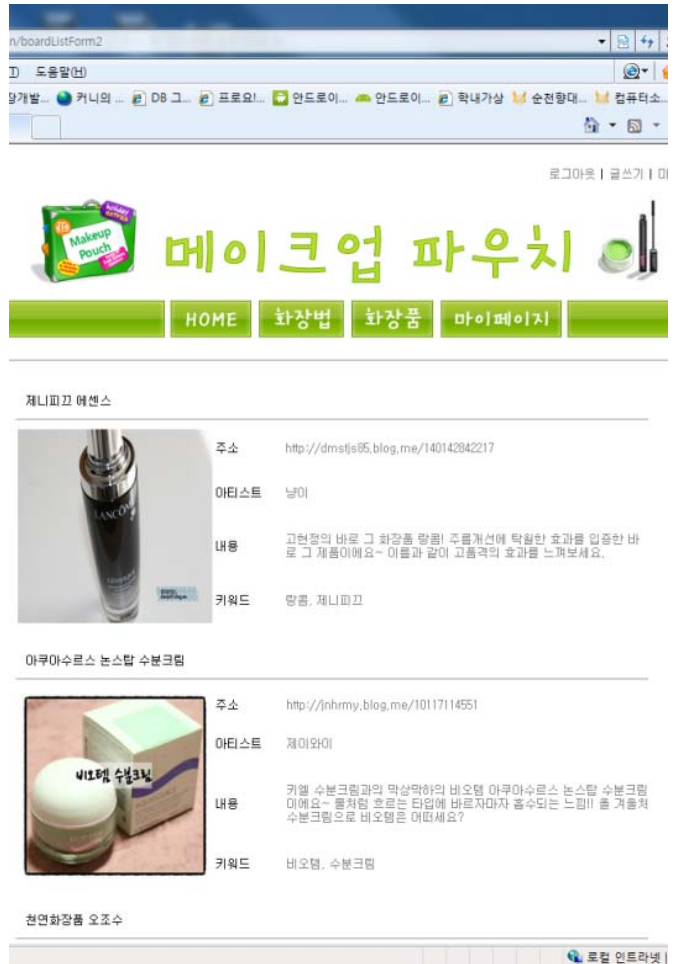 n/boardListForm2
도움말(H)
장개발... 커니의 ... DB 그... 프로요!... 안드로이... 안드로이... 학내가상 순천향대... 컴퓨터소...
로그아웃 | 글쓰기 |
Makeup Pouch
메이크업 파우치
HOME 화장법 화장품 마이페이지
제니피끄 에센스
주소 http://dmstjs85.blog.me/140142842217
LANCÔME
아티스트 냥이
내용 고현정의 바로 그 화장품 랑콤! 주름개선에 탁월한 효과를 입증한 바
로 그 제품이에요~ 이름과 같이 고품격의 효과를 느껴보세요.
키워드 랑콤, 제니피끄
아쿠아수르스 논스탑 수분크림
주소 http://jnhrmy.blog.me/10117114551
아티스트 제이와이
비오템 수분크림
내용 키엘 수분크림과의 막상막하의 비오템 아쿠아수르스 논스탑 수분크림
이에요~ 물처럼 흐르는 타입에 바르자마자 흡수되는 느낌!! 올 겨울철
수분크림으로 비오템은 어떠세요?
키워드 비오템, 수분크림
천연화장품 오조수
로컬 인트라넷 |